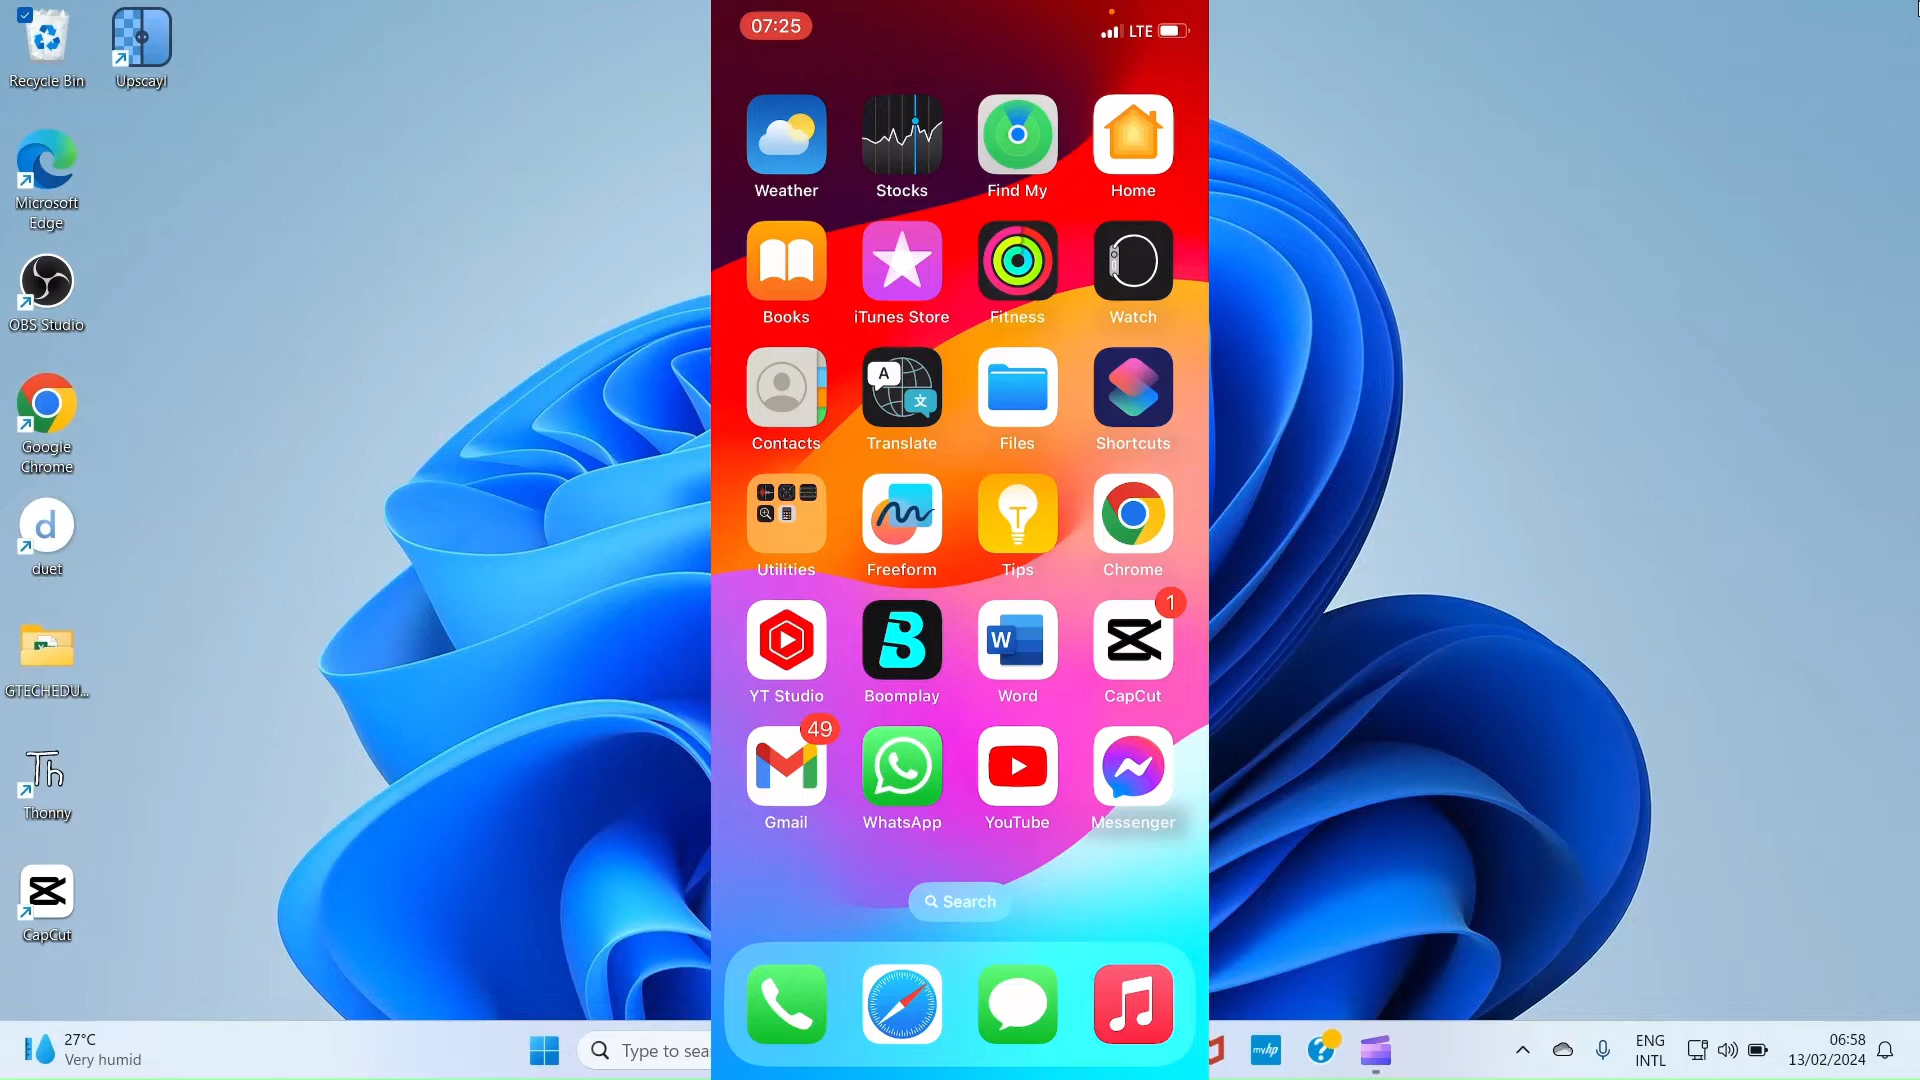 Recycle Bin
Upscayl
Microsoft
Edge
OBS Studio
Google
Chrome
d
duet
GTECHEDU...
Th
Thonny
CapCut
07:25
LTE
Weather
Stocks
Find My
Home
Books
iTunes Store
Fitness
Watch
Contacts
A
文
Translate
Files
Shortcuts
Utilities
Freeform
Tips
Chrome
YT Studio
B
Boomplay
W
Word
1
CapCut
49
Gmail
WhatsApp
YouTube
Messenger
Search
27°C
Very humid
Type to sea
myhp
?
ENG
INTL
06:58
13/02/2024